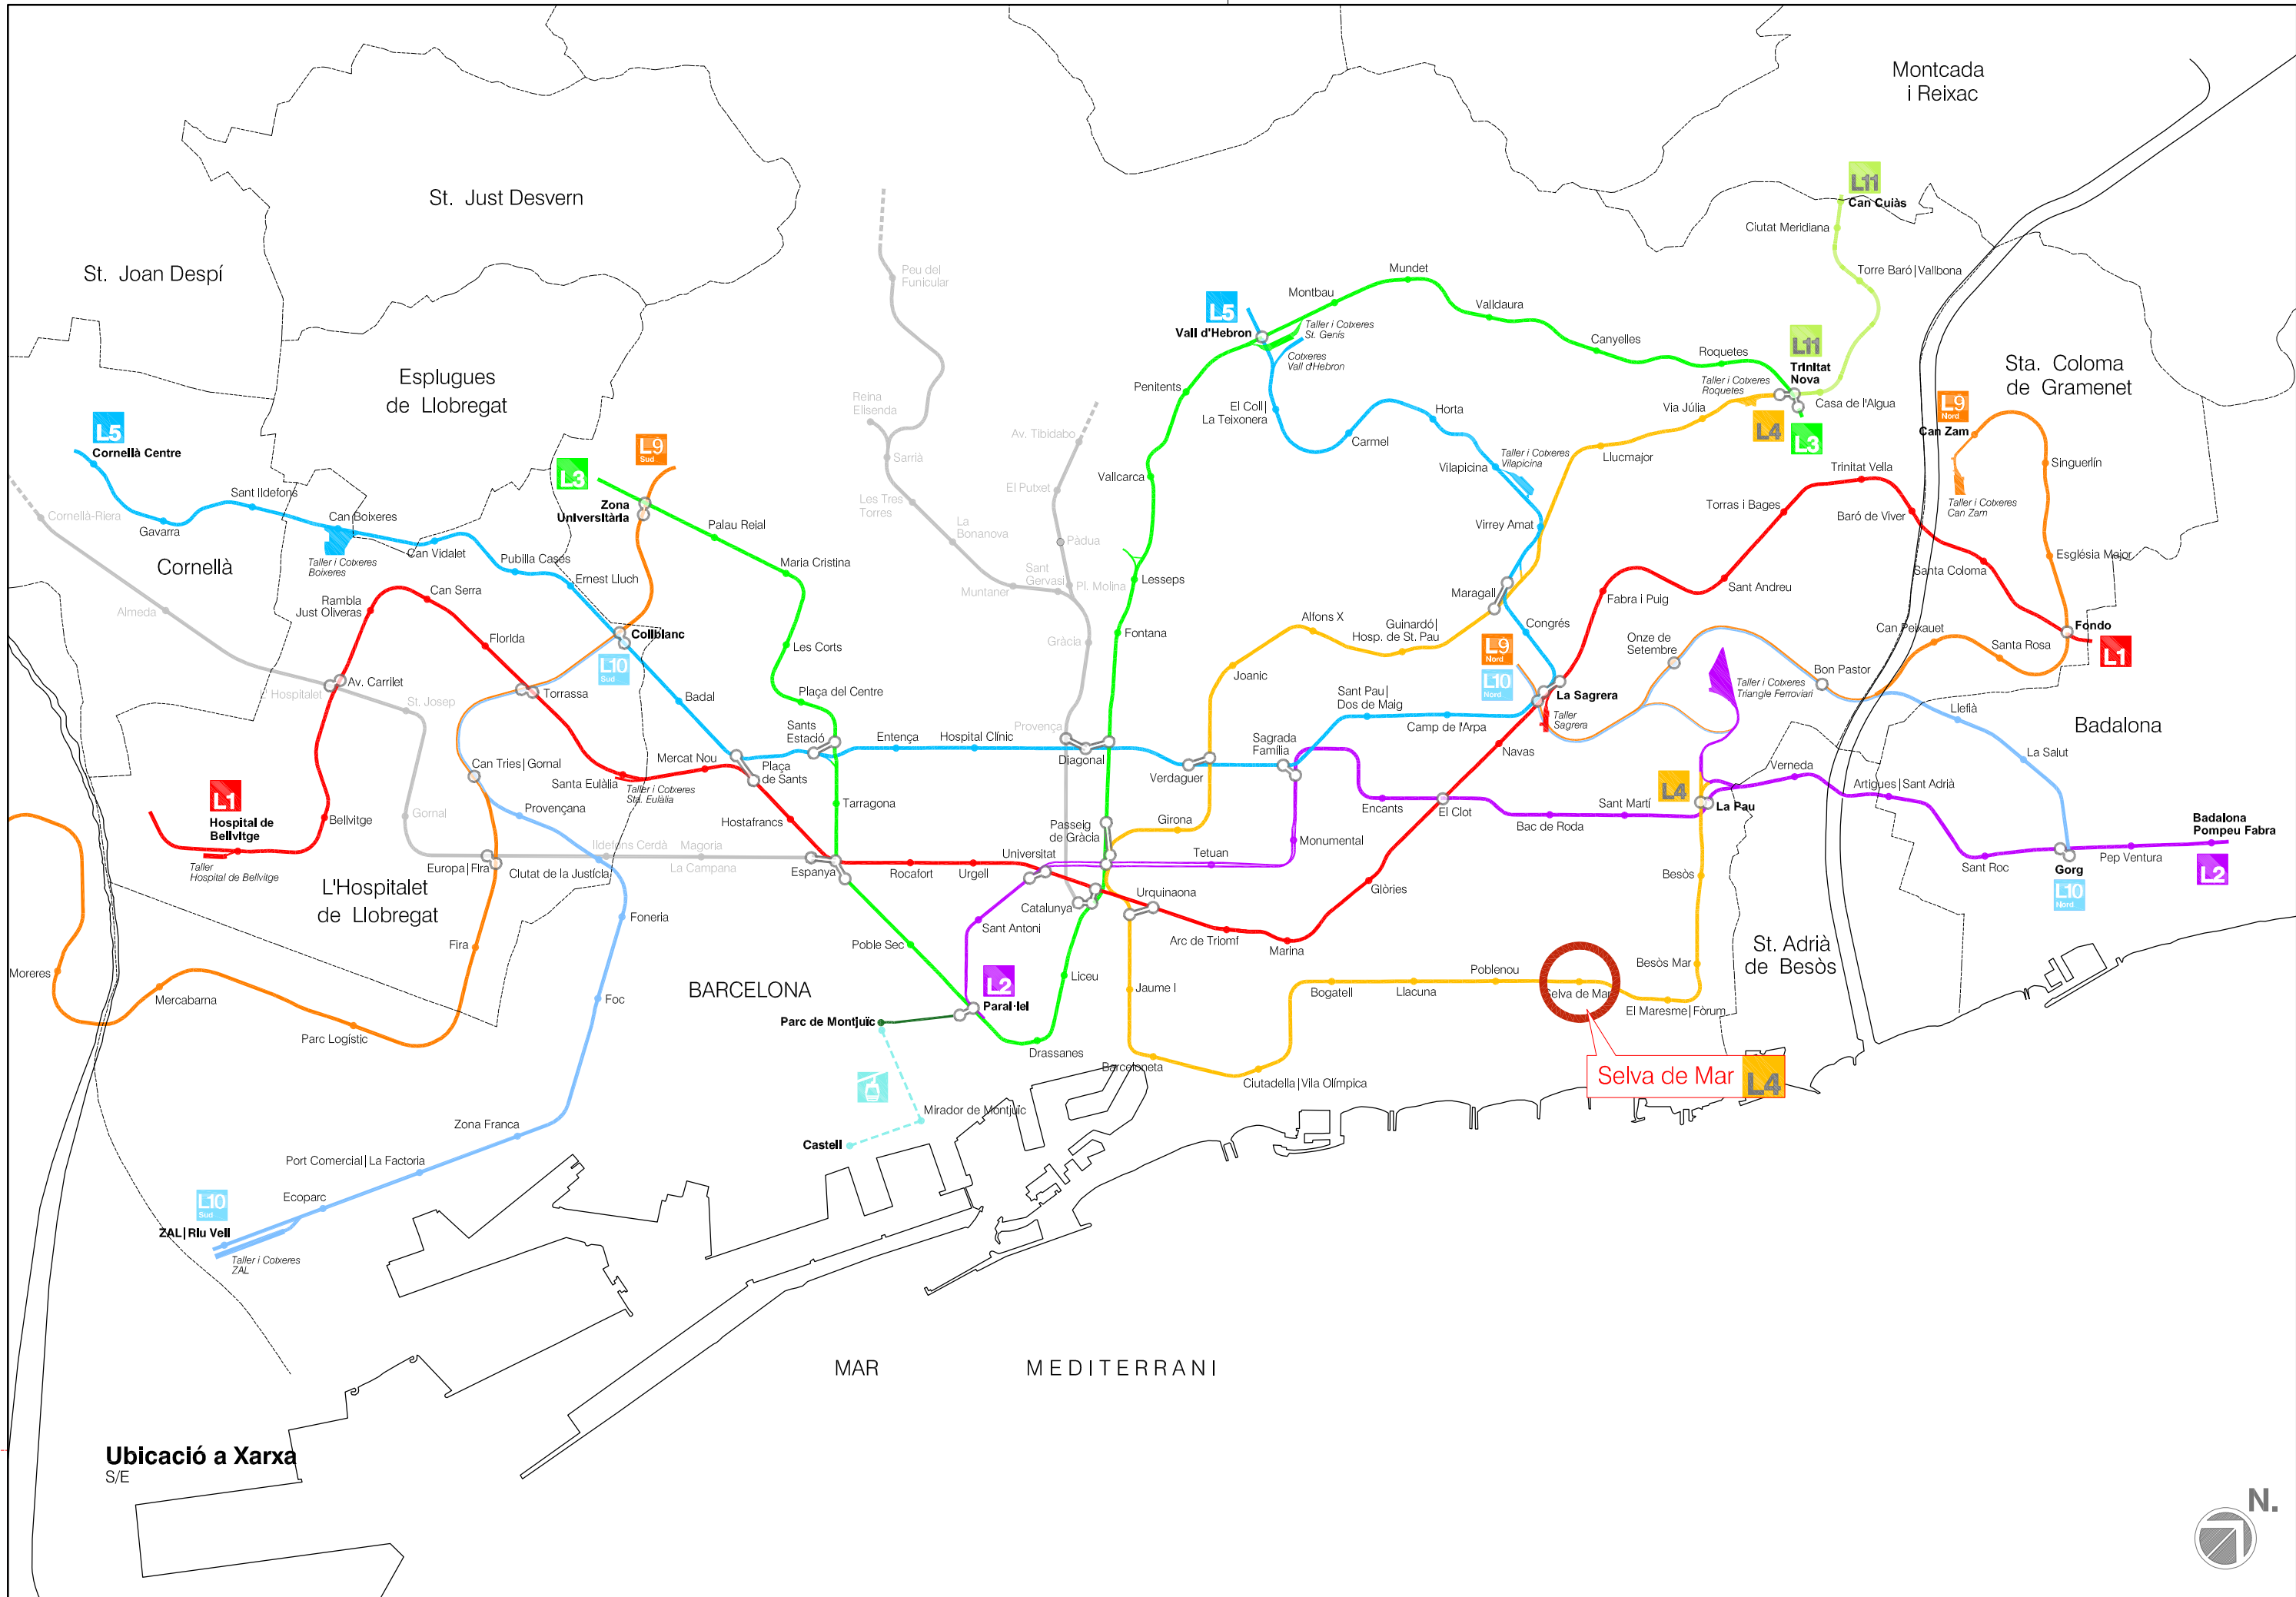 Montcada
i Reixac
St. Just Desvern
St. Joan Despí
Esplugues
de Llobregat
Cornellà
L'Hospitalet
de Llobregat
BARCELONA
Sta. Coloma
de Gramenet
Badalona
St. Adrià
de Besòs
L11
Can Cuiàs
Ciutat Meridiana
Torre Baró|Vallbona
L11
Trinitat
Nova
Casa de l'Aigua
L3
L4
Taller i Cotxeres
Roquetes
Roquetes
Canyelles
Valldaura
Mundet
Montbau
L5
Vall d'Hebron
Taller i Cotxeres
St. Genís
Cotxeres
Vall d'Hebron
Penitents
Vallcarca
Lesseps
Fontana
El Coll|
La Teixonera
Carmel
Horta
Vilapicina
Taller i Cotxeres
Vilapicina
Virrey Amat
Maragall
Congrés
Via Júlia
Llucmajor
Guinardó|
Hosp. de St. Pau
Alfons X
Joanic
Peu del
Funicular
Reina
Elisenda
Sarrià
Les Tres
Torres
La
Bonanova
Muntaner
Sant
Gervasi
Av. Tibidabo
El Putxet
Pàdua
Pl. Molina
Gràcia
Provença
L5
Cornellà Centre
Gavarra
Sant Ildefons
Can Boixeres
Taller i Cotxeres
Boixeres
Can Vidalet
Pubilla Cases
Ernest Lluch
Collblanc
L10
Sud
Badal
Cornellà-Riera
Almeda
L' Hospitalet
St. Josep
Gornal
Ildefons Cerdà
Magoria
La Campana
L3
Zona
Universitària
L9
Sud
Palau Reial
Maria Cristina
Les Corts
Plaça del Centre
Sants
Estació
Tarragona
Entença
Hospital Clínic
Diagonal
Verdaguer
Sagrada
Família
Sant Pau|
Dos de Maig
Camp de l'Arpa
La Sagrera
L9
Nord
L10
Nord
Taller
Sagrera
Navas
Fabra i Puig
Sant Andreu
Torras i Bages
Trinitat Vella
Baró de Viver
Santa Coloma
Fondo
L1
L9
Nord
Can Zam
Taller i Cotxeres
Can Zam
Singuerlín
Església Major
Santa Rosa
Can Peixauet
Bon Pastor
Onze de
Setembre
Taller i Cotxeres
Triangle Ferroviari
Llefià
La Salut
Verneda
Artigues|Sant Adrià
Sant Roc
Gorg
L10
Nord
Pep Ventura
Badalona
Pompeu Fabra
L2
L4
La Pau
Sant Martí
Bac de Roda
El Clot
Encants
Monumental
Tetuan
Girona
Passeig
de Gràcia
Universitat
Urgell
Rocafort
Espanya
Hostafrancs
Plaça
de Sants
Mercat Nou
Santa Eulàlia
Taller i Cotxeres
Sta. Eulàlia
Torrassa
Florida
Can Serra
Rambla
Just Oliveras
Av. Carrilet
Bellvitge
L1
Hospital de
Bellvitge
Taller
Hospital de Bellvitge
Can Tries|Gornal
Provençana
Europa|Fira
Ciutat de la Justícia
Foneria
Foc
Fira
Moreres
Mercabarna
Parc Logístic
Zona Franca
Port Comercial|La Factoria
Ecoparc
L10
Sud
ZAL|Riu Vell
Taller i Cotxeres
ZAL
Catalunya
Urquinaona
Sant Antoni
Poble Sec
L2
Paral·lel
Liceu
Drassanes
Parc de Montjuïc
Mirador de Montjuïc
Castell
Arc de Triomf
Marina
Glòries
Jaume I
Barceloneta
Ciutadella|Vila Olímpica
Bogatell
Llacuna
Poblenou
Selva de Mar
El Maresme|Fòrum
Besòs Mar
Besòs
Selva de Mar
L4
MAR MEDITERRANI
Ubicació a Xarxa
S/E
N.